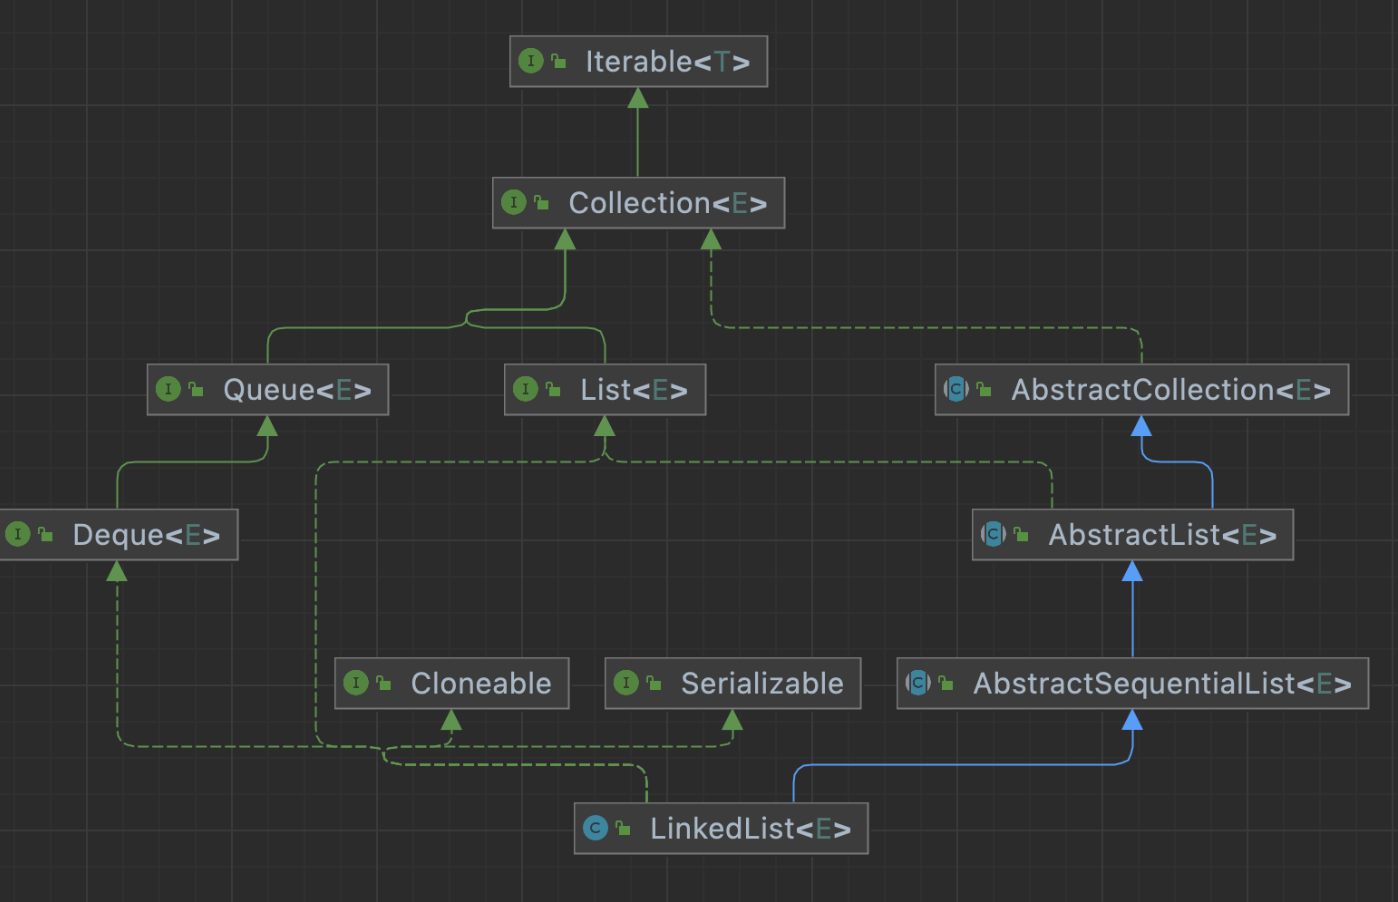 Iterable<T>
Collection<E>
Queue<E>
List<E>
AbstractCollection<E>
Deque<E>
AbstractList<E>
Cloneable
Serializable
AbstractSequentialList<E>
LinkedList<E>